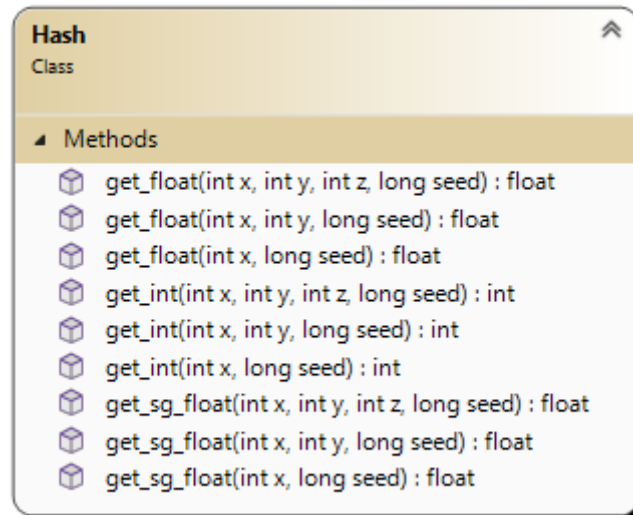 Hash
Class
Methods
get_float(int x, int y, int z, long seed) : float
get_float(int x, int y, long seed) : float
get_float(int x, long seed) : float
get_int(int x, int y, int z, long seed) : int
get_int(int x, int y, long seed) : int
get_int(int x, long seed) : int
get_sg_float(int x, int y, int z, long seed) : float
get_sg_float(int x, int y, long seed) : float
get_sg_float(int x, long seed) : float